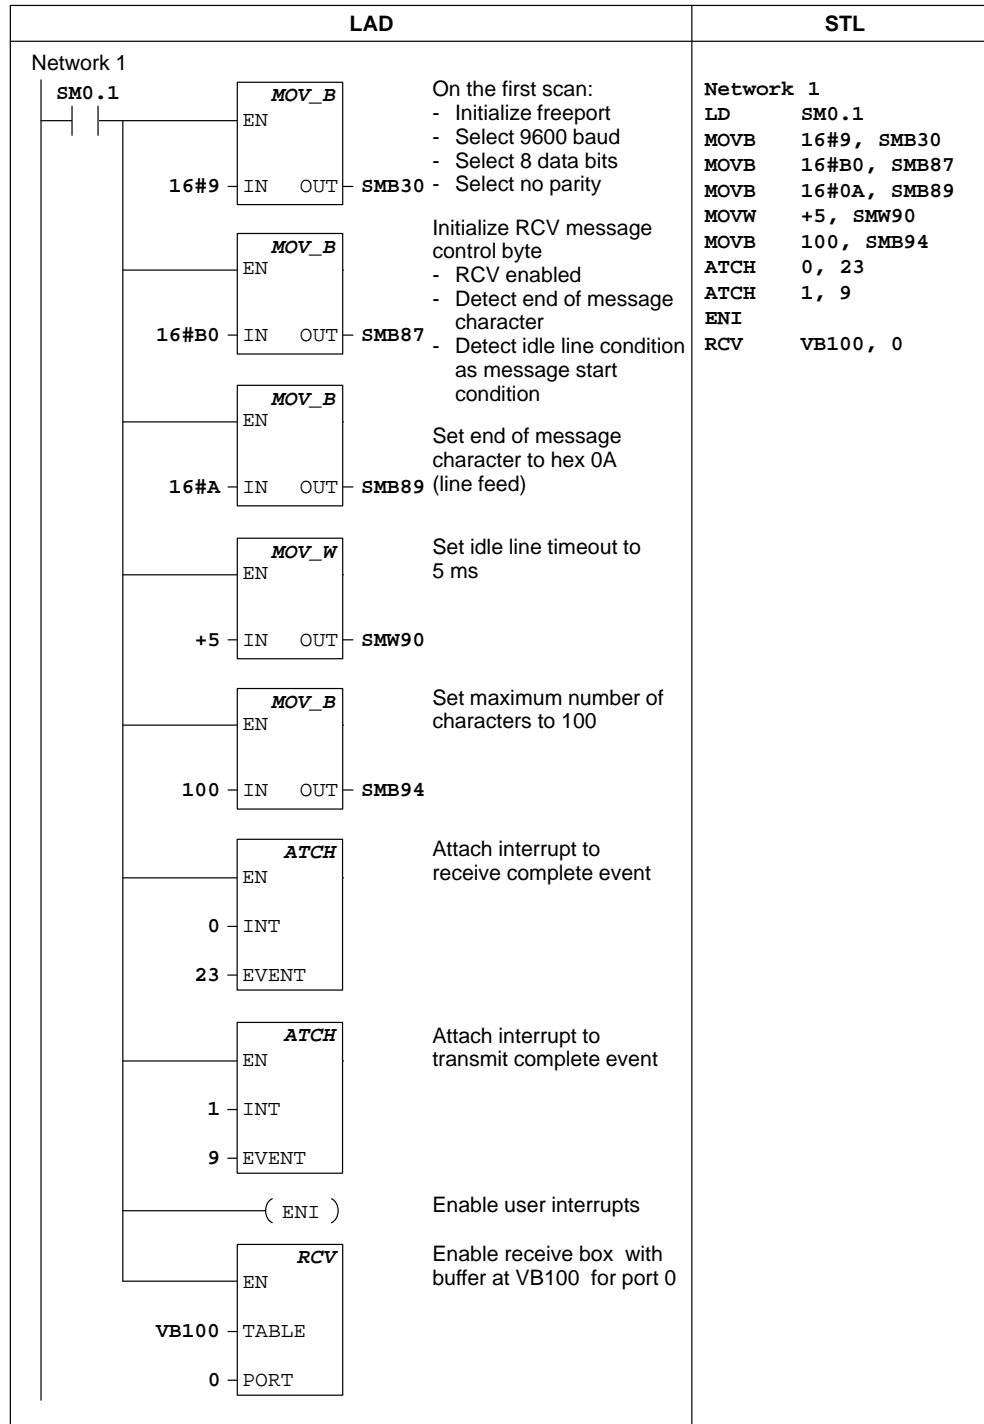 LAD
STL
Network 1
SM0.1
MOV_B
EN
16#9 IN OUT SMB30
On the first scan:
- Initialize freeport
- Select 9600 baud
- Select 8 data bits
- Select no parity
MOV_B
EN
16#B0 IN OUT SMB87
Initialize RCV message
control byte
- RCV enabled
- Detect end of message
character
- Detect idle line condition
as message start
condition
MOV_B
EN
16#A IN OUT SMB89
Set end of message
character to hex 0A
(line feed)
MOV_W
EN
+5 IN OUT SMW90
Set idle line timeout to
5 ms
MOV_B
EN
100 IN OUT SMB94
Set maximum number of
characters to 100
ATCH
EN
0 INT
23 EVENT
Attach interrupt to
receive complete event
ATCH
EN
1 INT
9 EVENT
Attach interrupt to
transmit complete event
( ENI )
Enable user interrupts
RCV
EN
VB100 TABLE
0 PORT
Enable receive box with
buffer at VB100 for port 0
Network 1
LD SM0.1
MOVB 16#9, SMB30
MOVB 16#B0, SMB87
MOVB 16#0A, SMB89
MOVW +5, SMW90
MOVB 100, SMB94
ATCH 0, 23
ATCH 1, 9
ENI
RCV VB100, 0